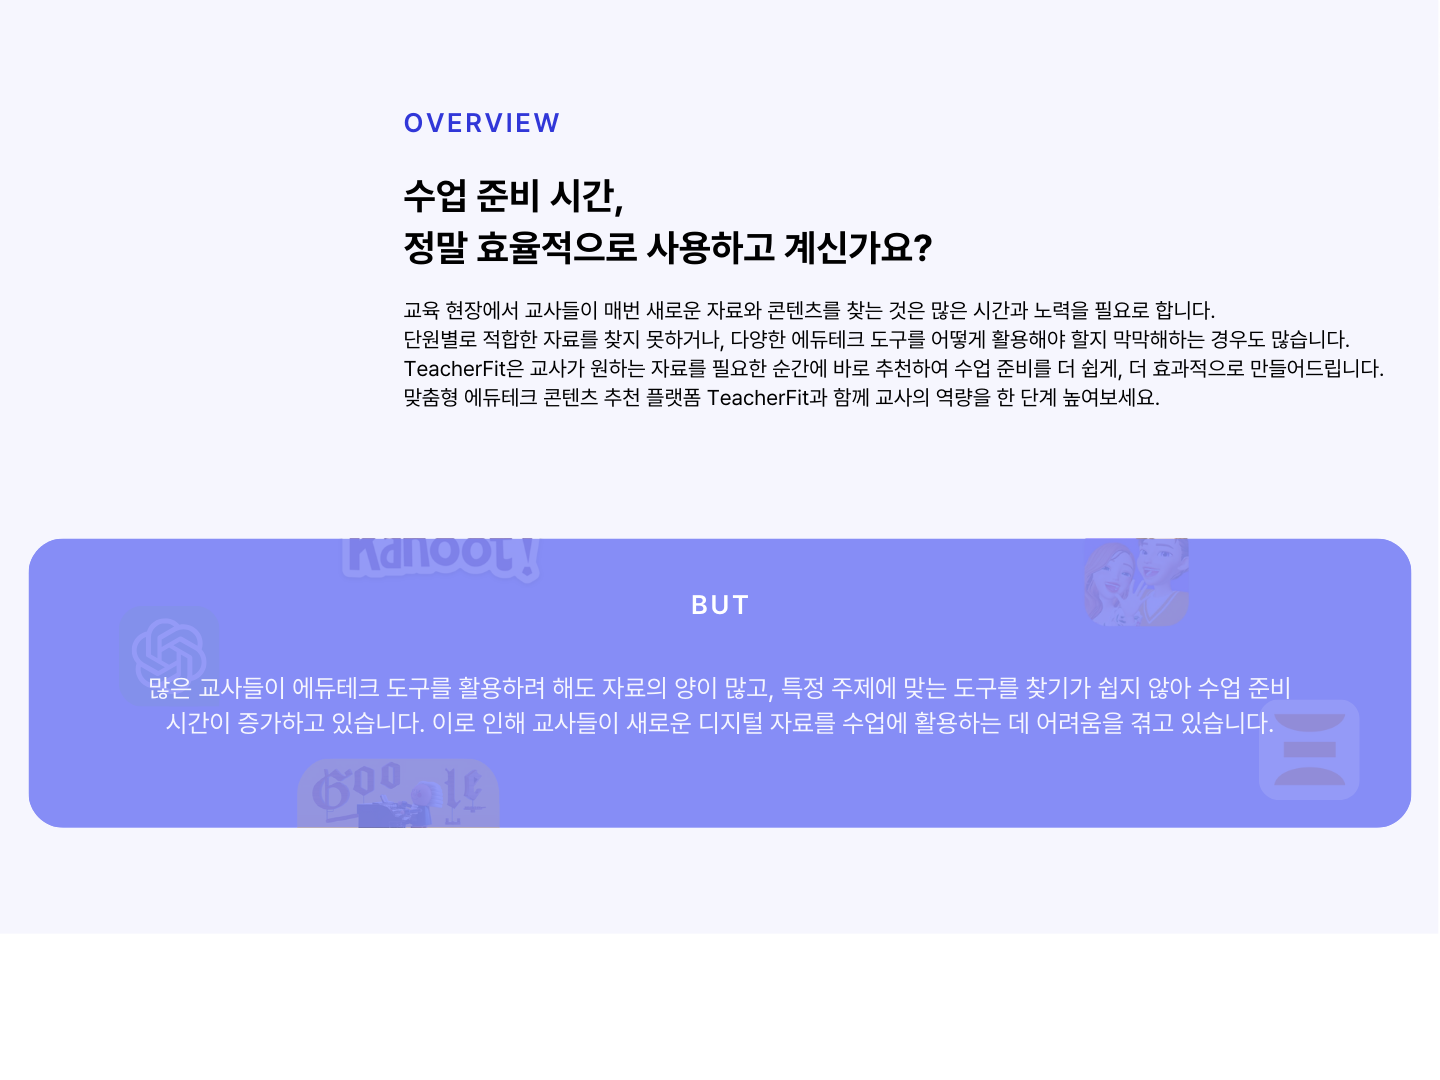 OVERVIEW
수업 준비 시간,
정말 효율적으로 사용하고 계신가요?
교육 현장에서 교사들이 매번 새로운 자료와 콘텐츠를 찾는 것은 많은 시간과 노력을 필요로 합니다.
단원별로 적합한 자료를 찾지 못하거나, 다양한 에듀테크 도구를 어떻게 활용해야 할지 막막해하는 경우도 많습니다.
TeacherFit은 교사가 원하는 자료를 필요한 순간에 바로 추천하여 수업 준비를 더 쉽게, 더 효과적으로 만들어드립니다.
맞춤형 에듀테크 콘텐츠 추천 플랫폼 TeacherFit과 함께 교사의 역량을 한 단계 높여보세요.
Kahoot!
BUT
많은 교사들이 에듀테크 도구를 활용하려 해도 자료의 양이 많고, 특정 주제에 맞는 도구를 찾기가 쉽지 않아 수업 준비
시간이 증가하고 있습니다. 이로 인해 교사들이 새로운 디지털 자료를 수업에 활용하는 데 어려움을 겪고 있습니다.
Goo le